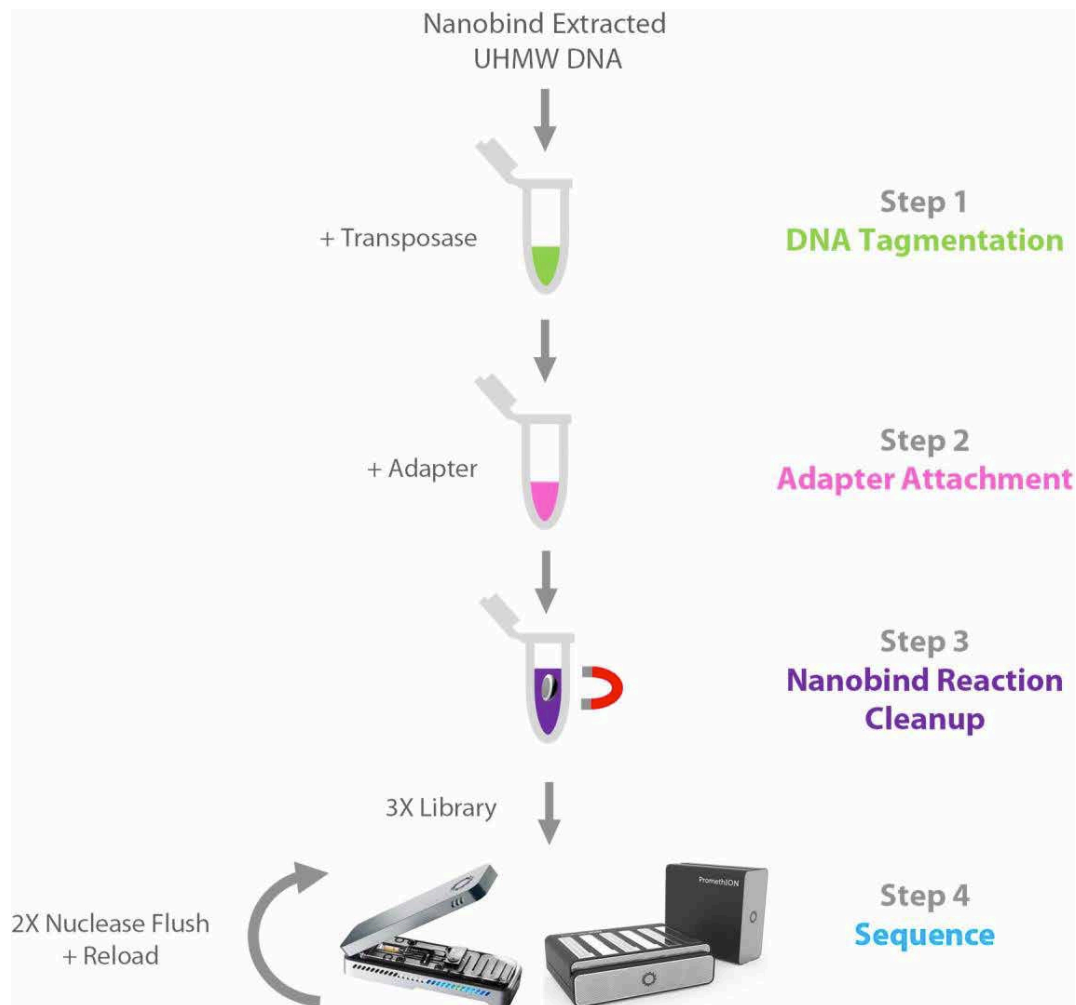 Nanobind Extracted
UHMW DNA
+ Transposase
Step 1
DNA Tagmentation
+ Adapter
Step 2
Adapter Attachment
Step 3
Nanobind Reaction
Cleanup
3X Library
PromethION
2X Nuclease Flush
+ Reload
Step 4
Sequence